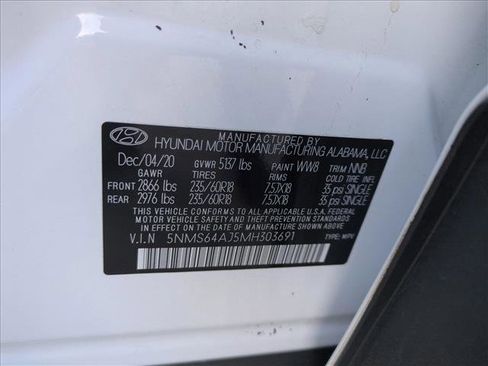 MANUFACTURED BY
HYUNDAI MOTOR MANUFACTURING ALABAMA, LLC
Dec/04/20 GVWR 5137 lbs PAINT WW8 TRIM NNB
GAWR TIRES RIMS COLD TIRE INFL.
FRONT 2866 lbs 235/60R18 7.5JX18 35 psi SINGLE
REAR 2976 lbs 235/60R18 7.5JX18 35 psi SINGLE
THIS VEHICLE CONFORMS TO ALL APPLICABLE U.S.A. FEDERAL
MOTOR VEHICLE SAFETY STANDARDS IN EFFECT ON THE DATE OF
MANUFACTURE SHOWN ABOVE
V.I.N 5NMS64AJ5MH303691 TYPE: MPV